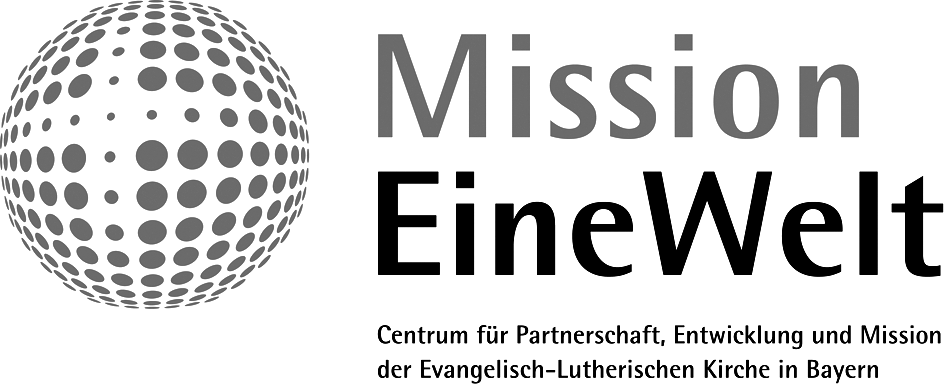 Mission
EineWelt
Centrum für Partnerschaft, Entwicklung und Mission
der Evangelisch-Lutherischen Kirche in Bayern